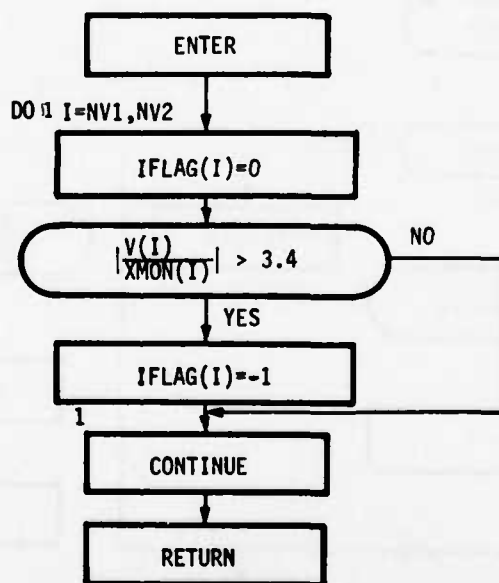 ENTER
DO 1 I=NV1,NV2
IFLAG(I)=0
|V(I)/XMON(I)| > 3.4
NO
YES
IFLAG(I)=-1
1
CONTINUE
RETURN